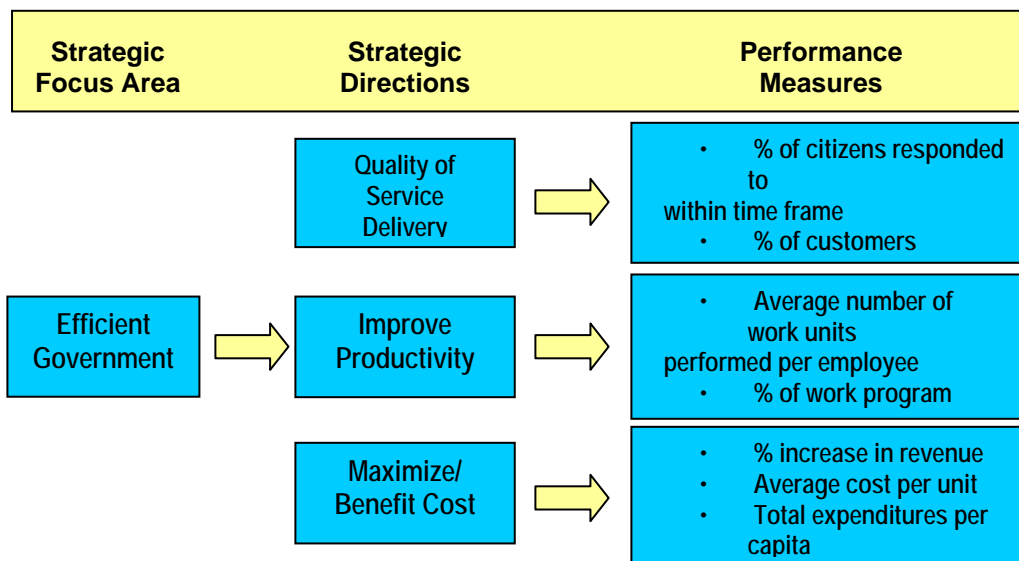 Strategic
Focus Area
Strategic
Directions
Performance
Measures
Quality of
Service
Delivery
• % of citizens responded
to
within time frame
• % of customers
Efficient
Government
Improve
Productivity
• Average number of
work units
performed per employee
• % of work program
Maximize/
Benefit Cost
• % increase in revenue
• Average cost per unit
• Total expenditures per
capita